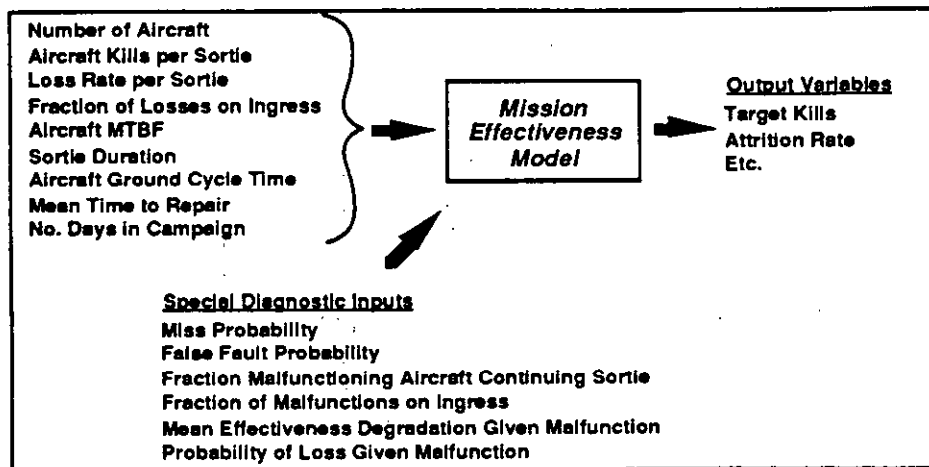 Number of Aircraft
Aircraft Kills per Sortie
Loss Rate per Sortie
Fraction of Losses on Ingress
Aircraft MTBF
Sortie Duration
Aircraft Ground Cycle Time
Mean Time to Repair
No. Days in Campaign
Mission
Effectiveness
Model
Output Variables
Target Kills
Attrition Rate
Etc.
Special Diagnostic Inputs
Miss Probability
False Fault Probability
Fraction Malfunctioning Aircraft Continuing Sortie
Fraction of Malfunctions on Ingress
Mean Effectiveness Degradation Given Malfunction
Probability of Loss Given Malfunction